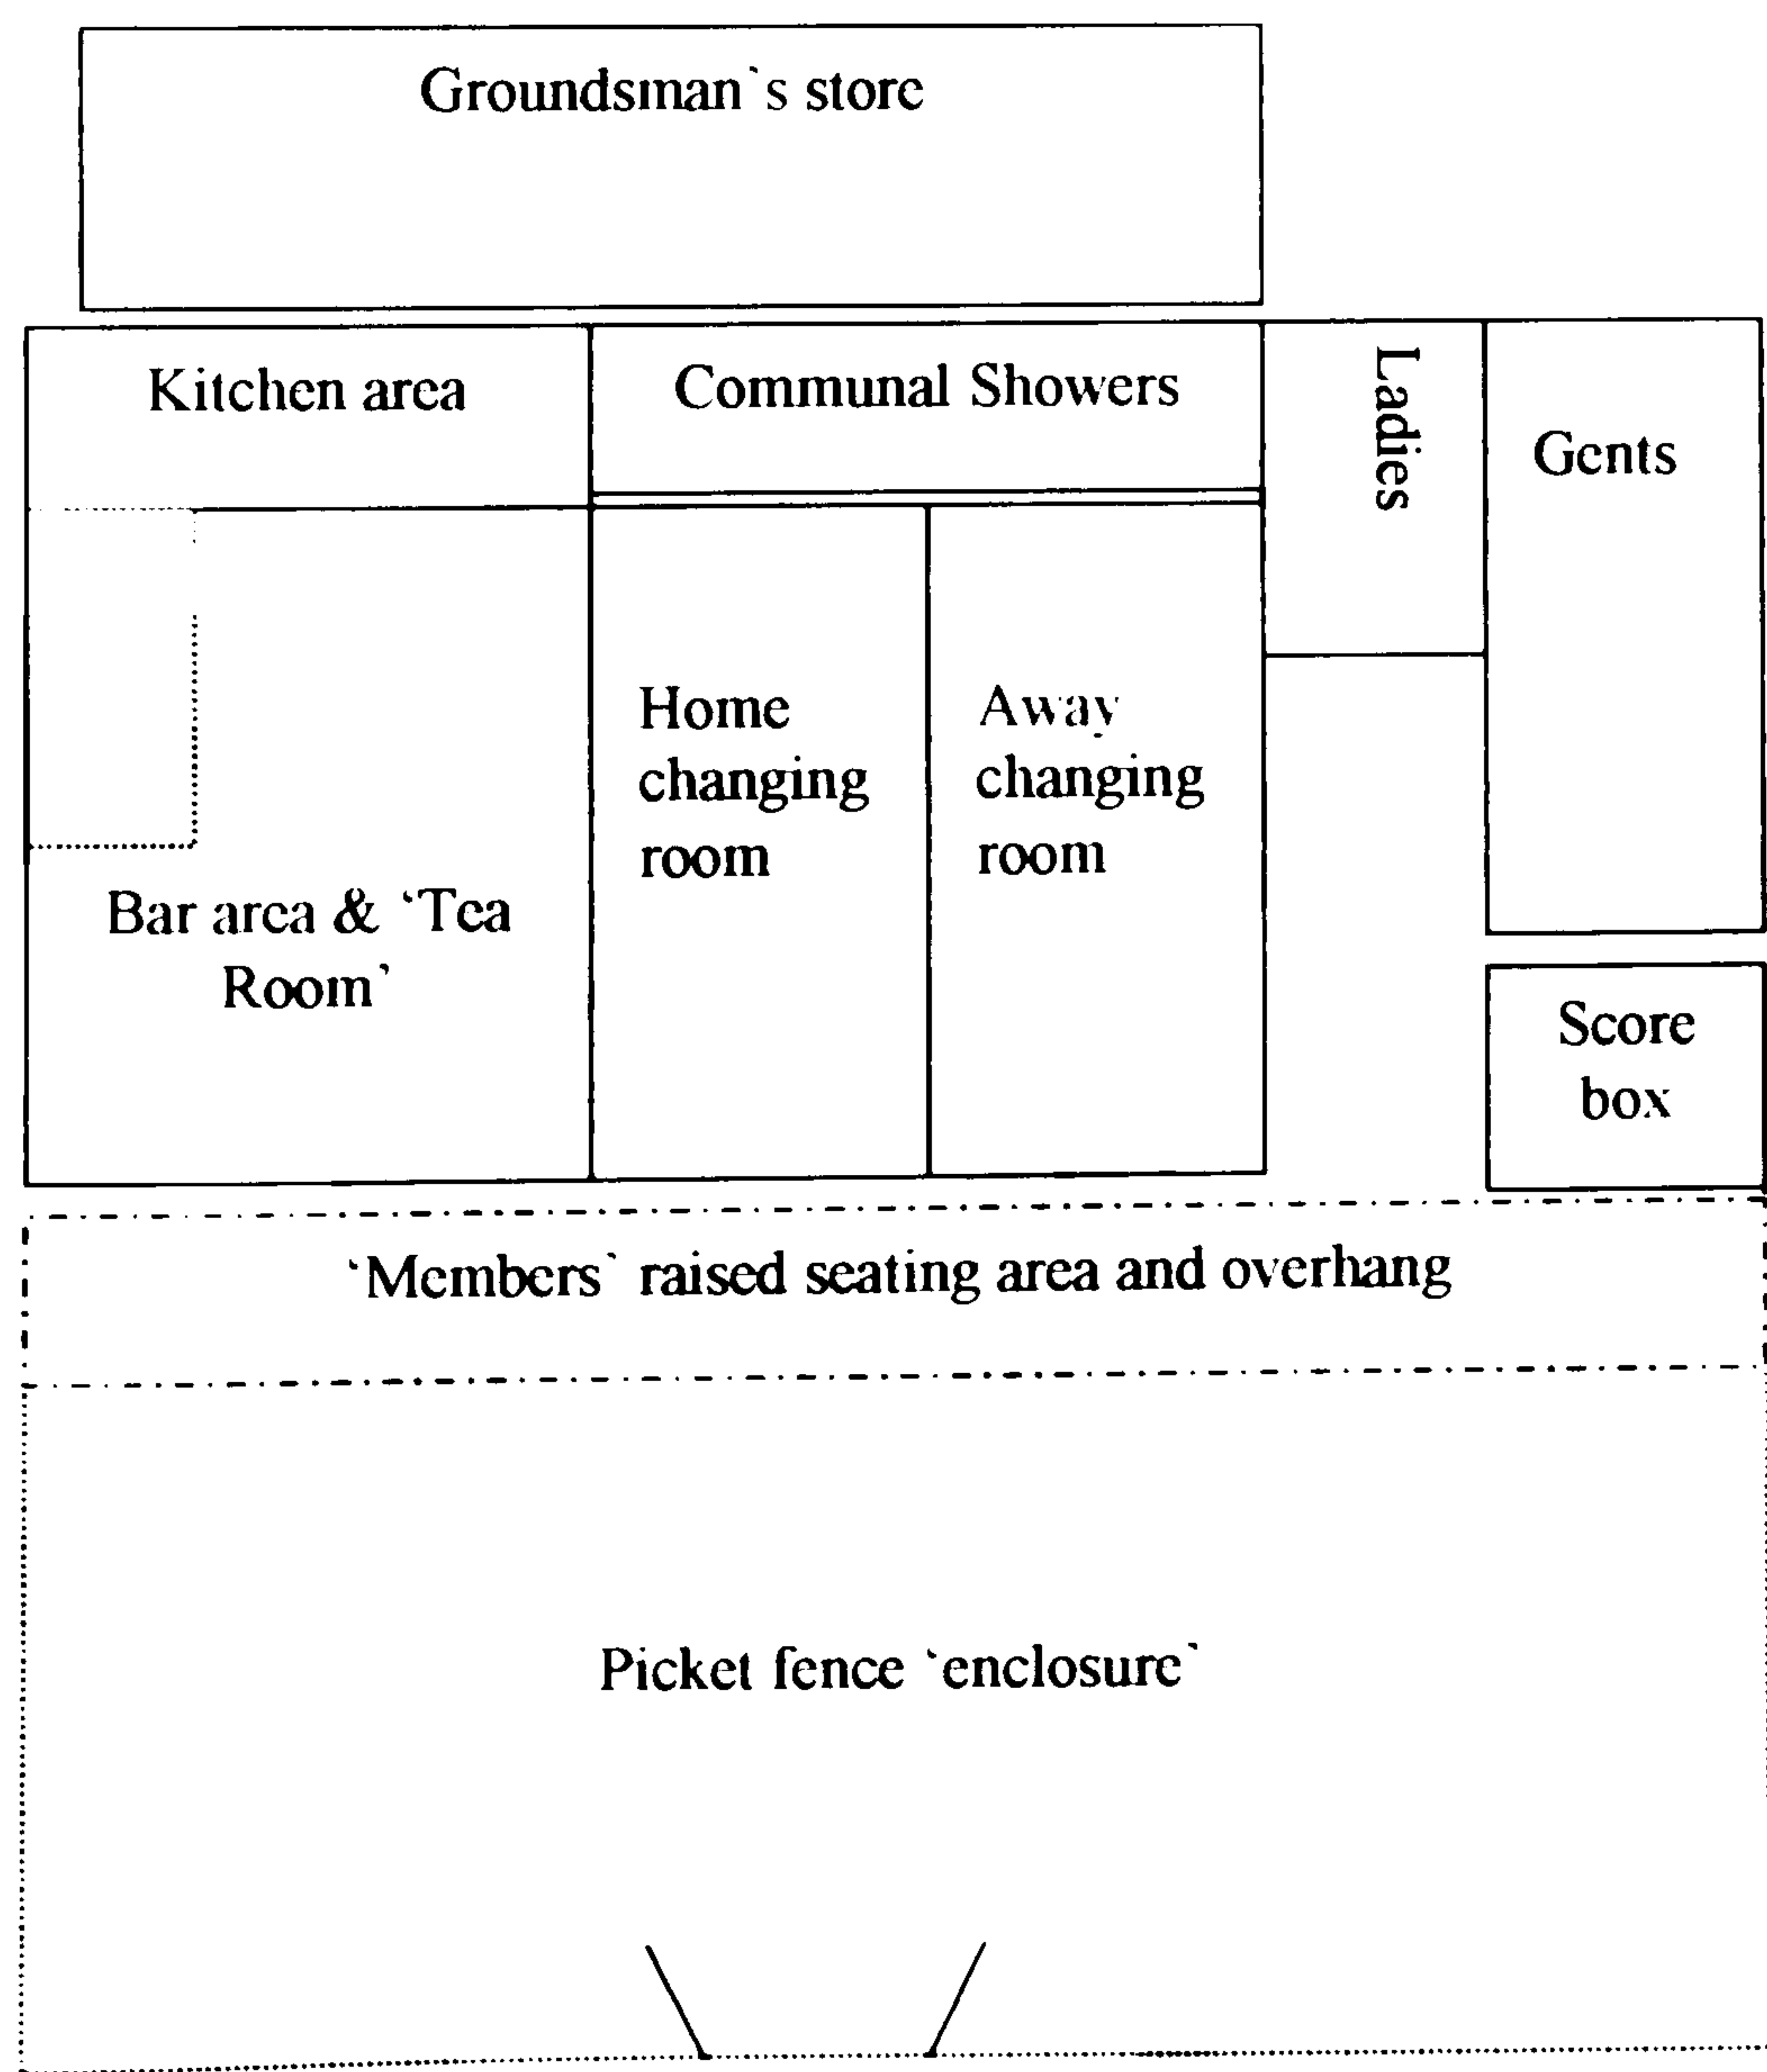 Groundsman`s store
Kitchen area
Communal Showers
Ladies
Gents
Home
changing
room
Away
changing
room
Bar area & ‘Tea
Room’
Score
box
‘Members’ raised seating area and overhang
Picket fence ‘enclosure’